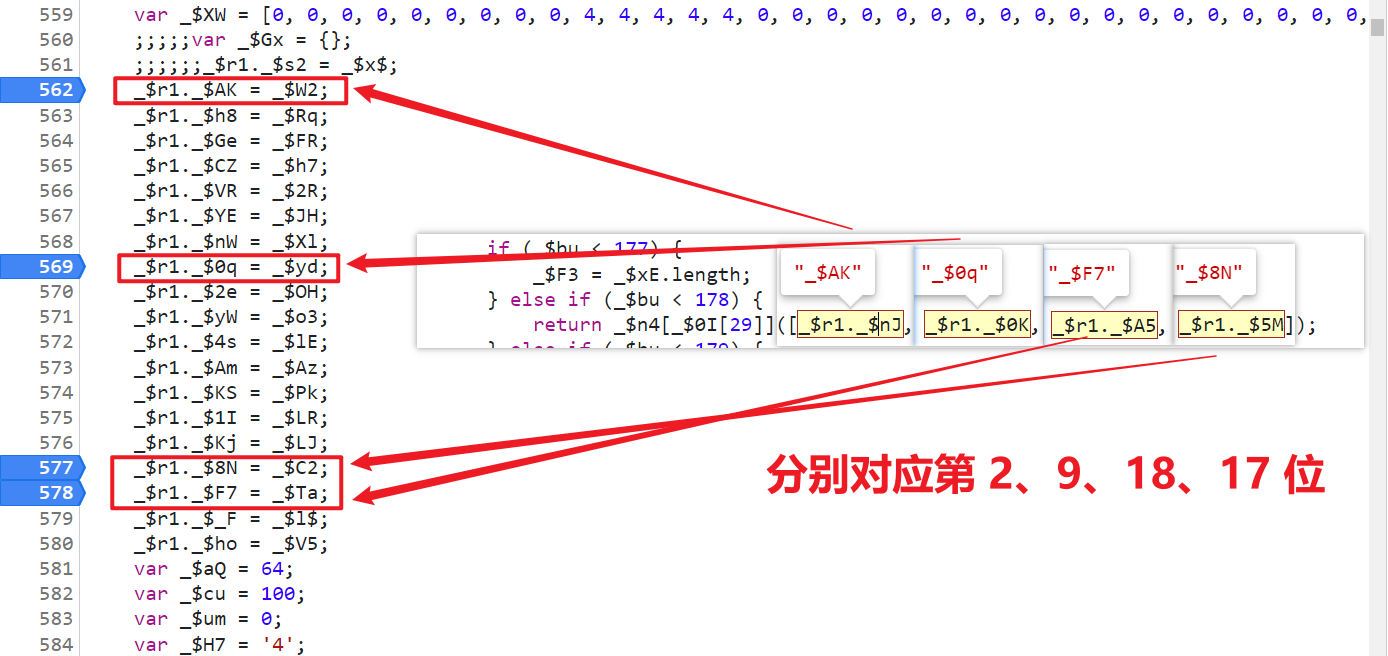 559 var _$XW = [0, 0, 0, 0, 0, 0, 0, 0, 0, 4, 4, 4, 4, 4, 0, 0, 0, 0, 0, 0, 0, 0, 0, 0, 0, 0, 0, 0, 0, 0, 0, 0,
560 ;;;;;var _$Gx = {};
561 ;;;;;;_$r1._$s2 = _$x$;
562 _$r1._$AK = _$W2;
563 _$r1._$h8 = _$Rq;
564 _$r1._$Ge = _$FR;
565 _$r1._$CZ = _$h7;
566 _$r1._$VR = _$2R;
567 _$r1._$YE = _$JH;
568 _$r1._$nW = _$Xl;
569 _$r1._$0q = _$yd;
570 _$r1._$2e = _$OH;
571 _$r1._$yW = _$o3;
572 _$r1._$4s = _$lE;
573 _$r1._$Am = _$Az;
574 _$r1._$KS = _$Pk;
575 _$r1._$1I = _$LR;
576 _$r1._$Kj = _$LJ;
577 _$r1._$8N = _$C2;
578 _$r1._$F7 = _$Ta;
579 _$r1._$_F = _$l$;
580 _$r1._$ho = _$V5;
581 var _$aQ = 64;
582 var _$cu = 100;
583 var _$um = 0;
584 var _$H7 = '4';
if (_$bu < 177) {
_$F3 = _$xE.length;
} else if (_$bu < 178) {
return _$n4[_$0I[29]]([_$r1._$nJ, _$r1._$0K, _$r1._$A5, _$r1._$5M]);
} else if (_$bu < 179) {
"_$AK" "_$0q" "_$F7" "_$8N"
分别对应第 2、9、18、17 位